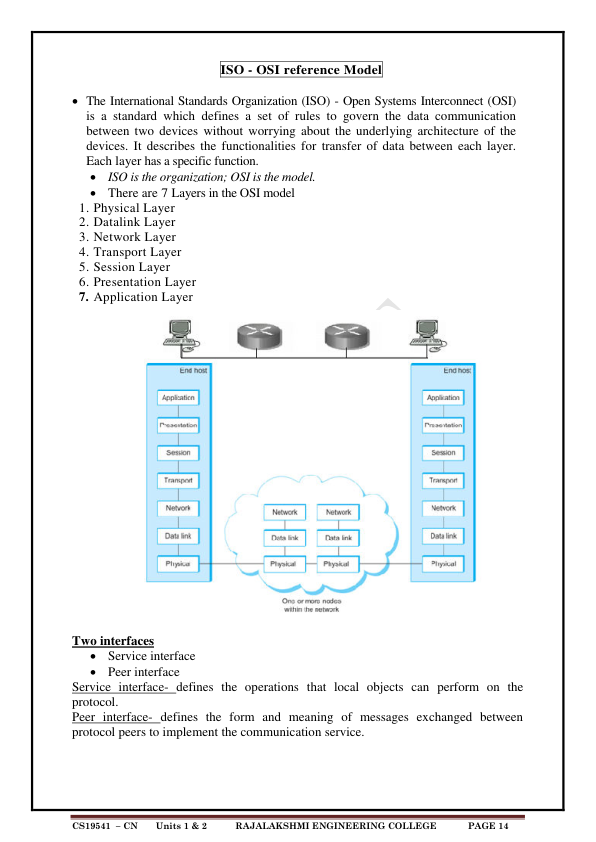 ISO - OSI reference Model
• The International Standards Organization (ISO) - Open Systems Interconnect (OSI)
is a standard which defines a set of rules to govern the data communication
between two devices without worrying about the underlying architecture of the
devices. It describes the functionalities for transfer of data between each layer.
Each layer has a specific function.
• ISO is the organization; OSI is the model.
• There are 7 Layers in the OSI model
1. Physical Layer
2. Datalink Layer
3. Network Layer
4. Transport Layer
5. Session Layer
6. Presentation Layer
7. Application Layer
End host
Application
Presentation
Session
Transport
Network
Data link
Physical
Network Network
Data link Data link
Physical Physical
One or more nodes
within the network
End host
Application
Presentation
Session
Transport
Network
Data link
Physical
Two interfaces
• Service interface
• Peer interface
Service interface- defines the operations that local objects can perform on the
protocol.
Peer interface- defines the form and meaning of messages exchanged between
protocol peers to implement the communication service.
CS19541 – CN Units 1 & 2 RAJALAKSHMI ENGINEERING COLLEGE PAGE 14